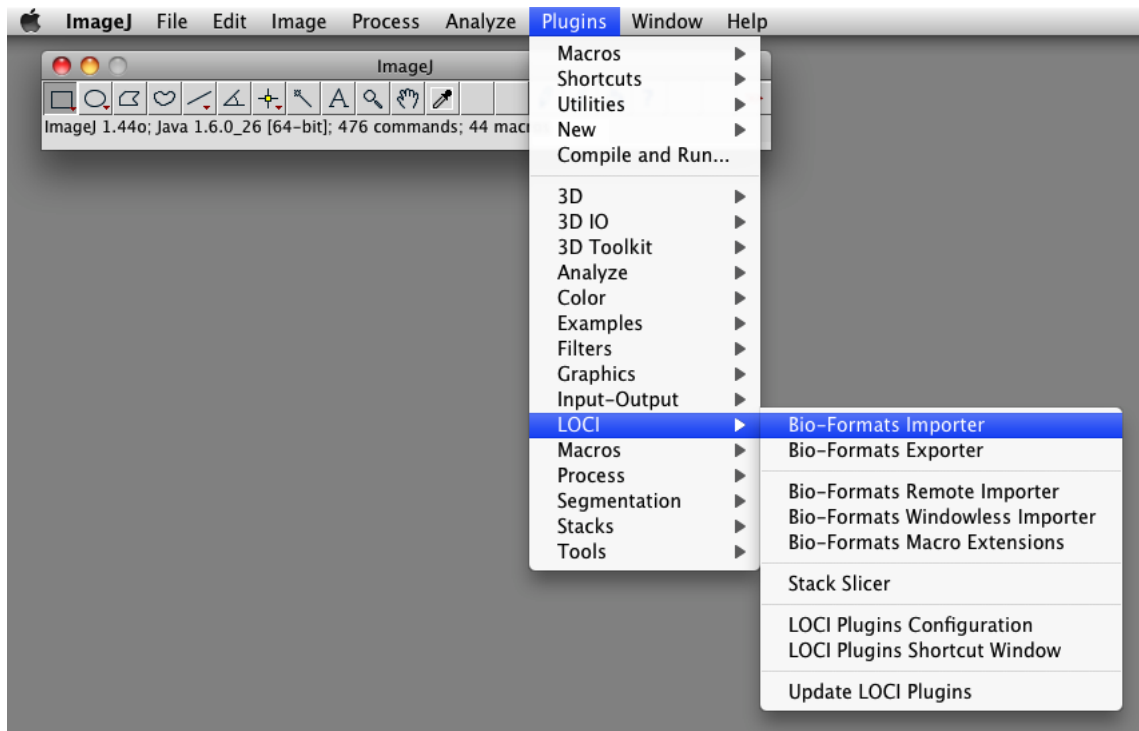 ImageJ File Edit Image Process Analyze Plugins Window Help
ImageJ
ImageJ 1.44o; Java 1.6.0_26 [64-bit]; 476 commands; 44
Macros
Shortcuts
Utilities
New
Compile and Run...
3D
3D IO
3D Toolkit
Analyze
Color
Examples
Filters
Graphics
Input-Output
LOCI
Macros
Process
Segmentation
Stacks
Tools
Bio-Formats Importer
Bio-Formats Exporter
Bio-Formats Remote Importer
Bio-Formats Windowless Importer
Bio-Formats Macro Extensions
Stack Slicer
LOCI Plugins Configuration
LOCI Plugins Shortcut Window
Update LOCI Plugins